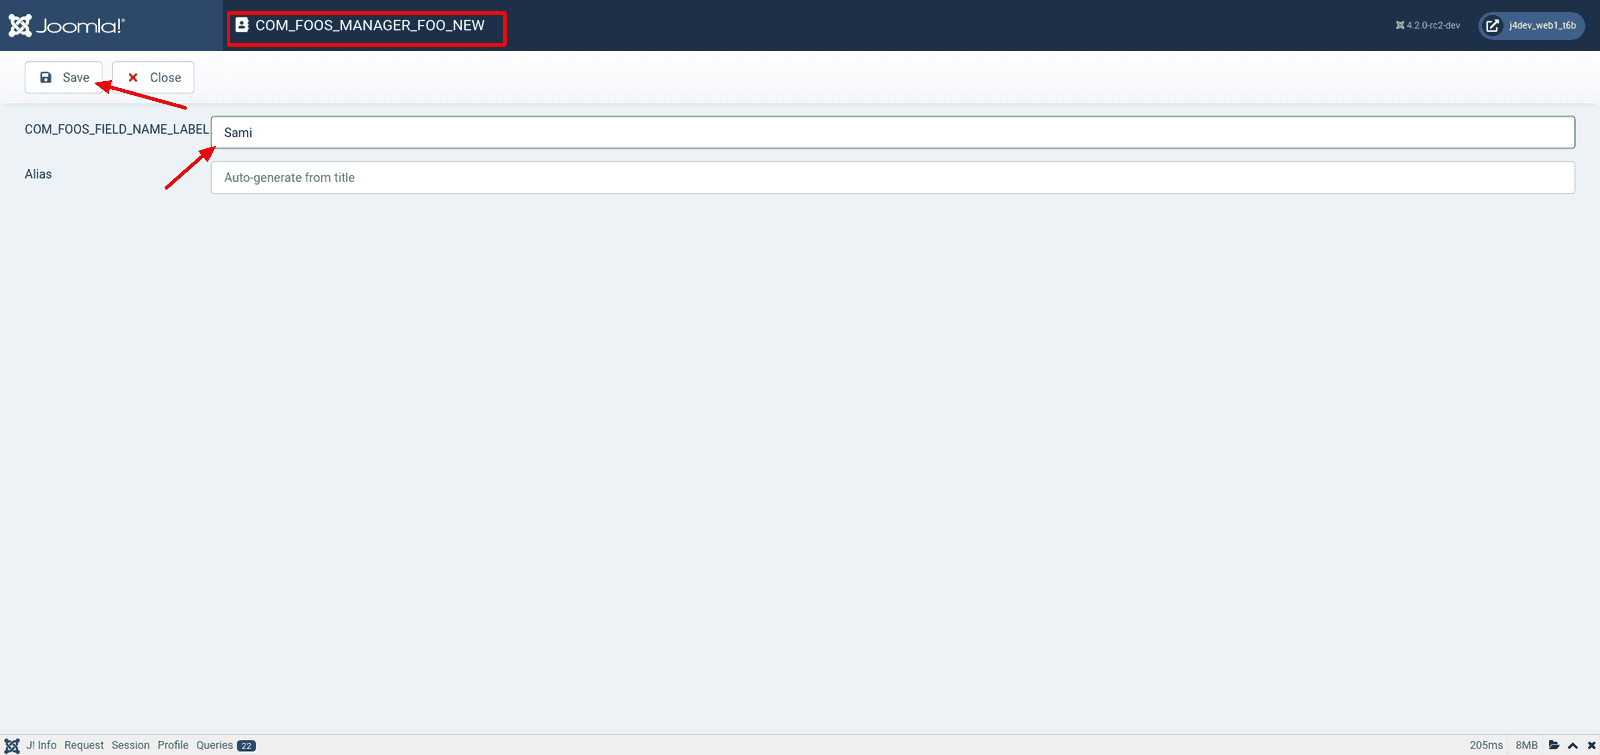 Joomla!® COM_FOOS_MANAGER_FOO_NEW 4.2.0-rc2-dev j4dev_web1_t6b
Save Close
COM_FOOS_FIELD_NAME_LABEL Sami
Alias Auto-generate from title
J! Info Request Session Profile Queries 22 205ms 8MB